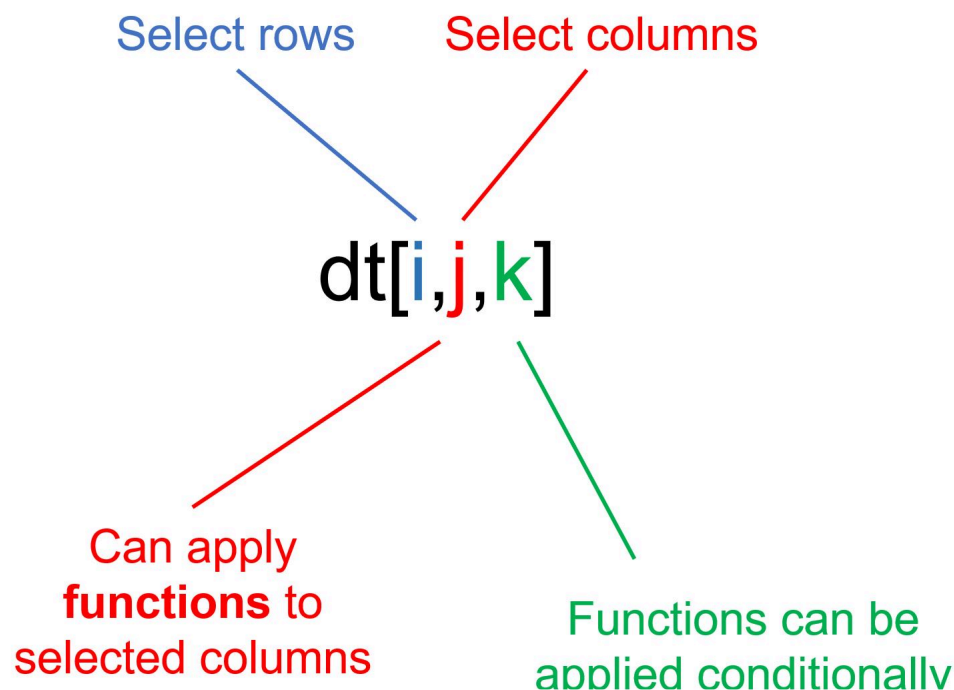 Select rows
Select columns
dt[i,j,k]
Can apply
functions to
selected columns
Functions can be
applied conditionally